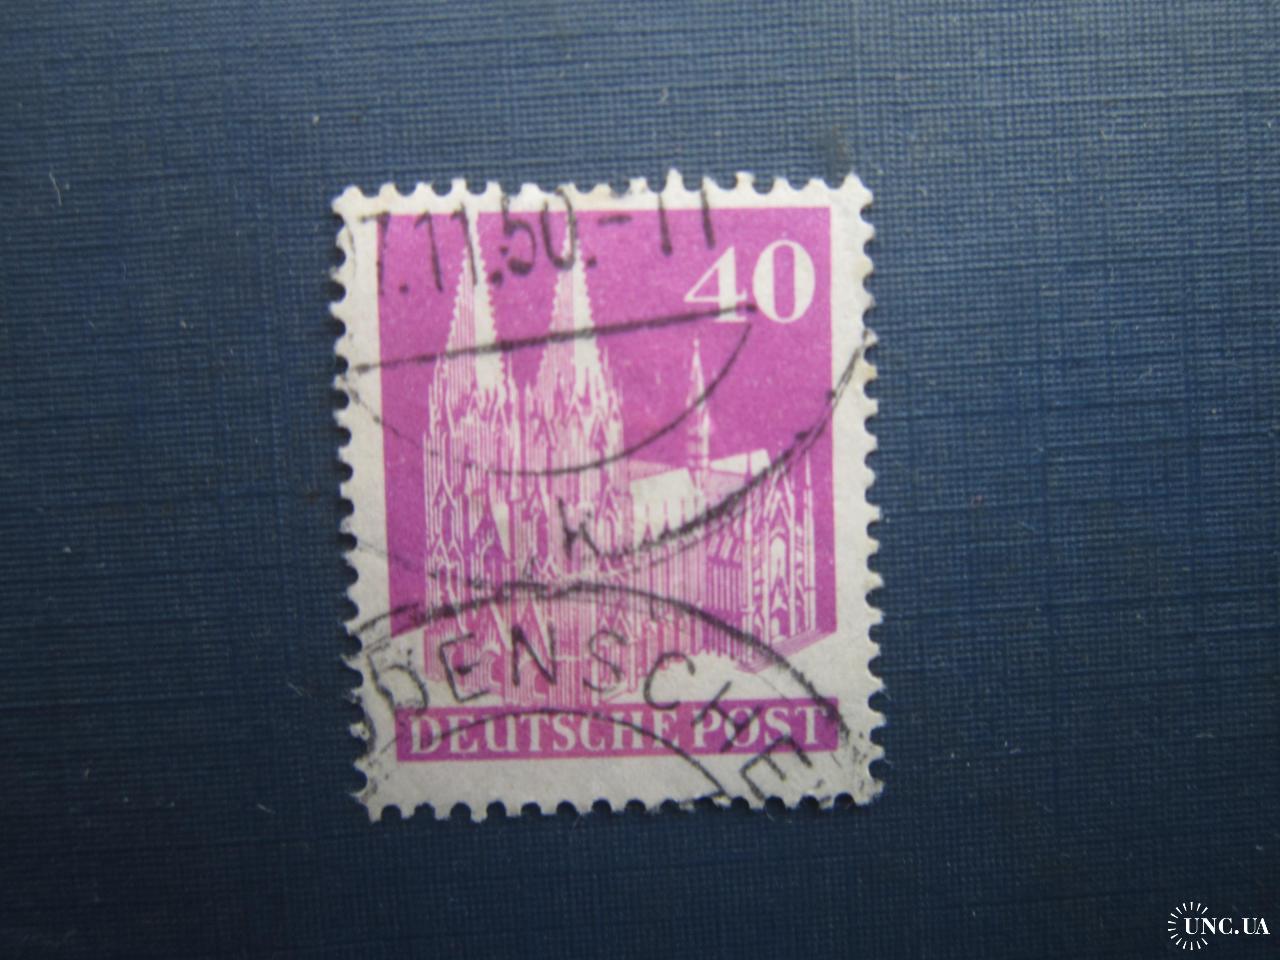 7.11.50.-11
40
k
DENSCHE
DEUTSCHE POST
UNC.UA